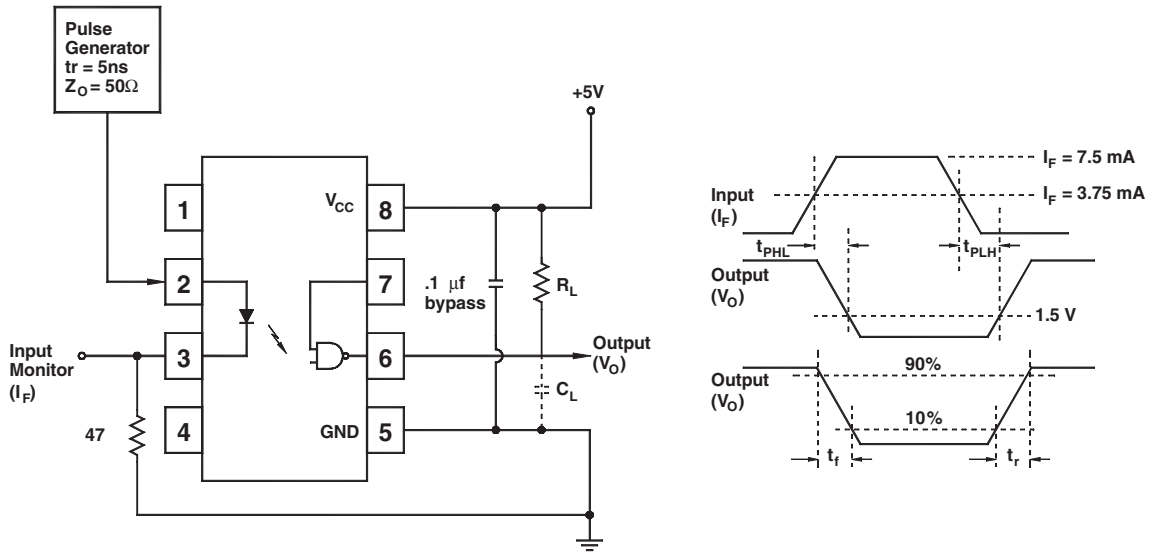 Pulse
Generator
tr = 5ns
ZO = 50Ω
+5V
1
VCC
8
2
7
.1 μf
bypass
RL
Input
Monitor
(IF)
3
6
Output
(VO)
CL
47
4
GND
5
IF = 7.5 mA
Input
(IF)
IF = 3.75 mA
tPHL
tPLH
Output
(VO)
1.5 V
Output
(VO)
90%
10%
tf
tr